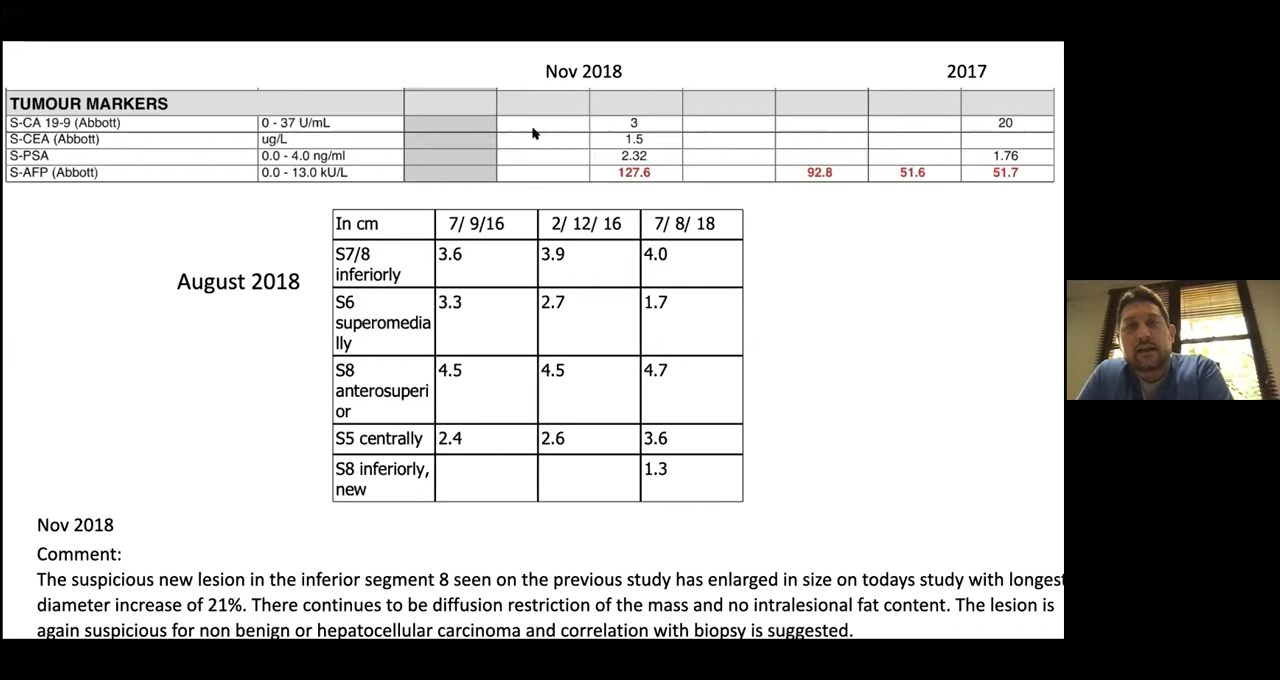 Nov 2018 2017
TUMOUR MARKERS
S-CA 19-9 (Abbott) 0 - 37 U/mL 3 20
S-CEA (Abbott) ug/L 1.5
S-PSA 0.0 - 4.0 ng/ml 2.32 1.76
S-AFP (Abbott) 0.0 - 13.0 kU/L 127.6 92.8 51.6 51.7
August 2018
In cm 7/ 9/16 2/ 12/ 16 7/ 8/ 18
S7/8 3.6 3.9 4.0
inferiorly
S6 3.3 2.7 1.7
superomedia
lly
S8 4.5 4.5 4.7
anterosuperi
or
S5 centrally 2.4 2.6 3.6
S8 inferiorly, 1.3
new
Nov 2018
Comment:
The suspicious new lesion in the inferior segment 8 seen on the previous study has enlarged in size on todays study with longest
diameter increase of 21%. There continues to be diffusion restriction of the mass and no intralesional fat content. The lesion is
again suspicious for non benign or hepatocellular carcinoma and correlation with biopsy is suggested.